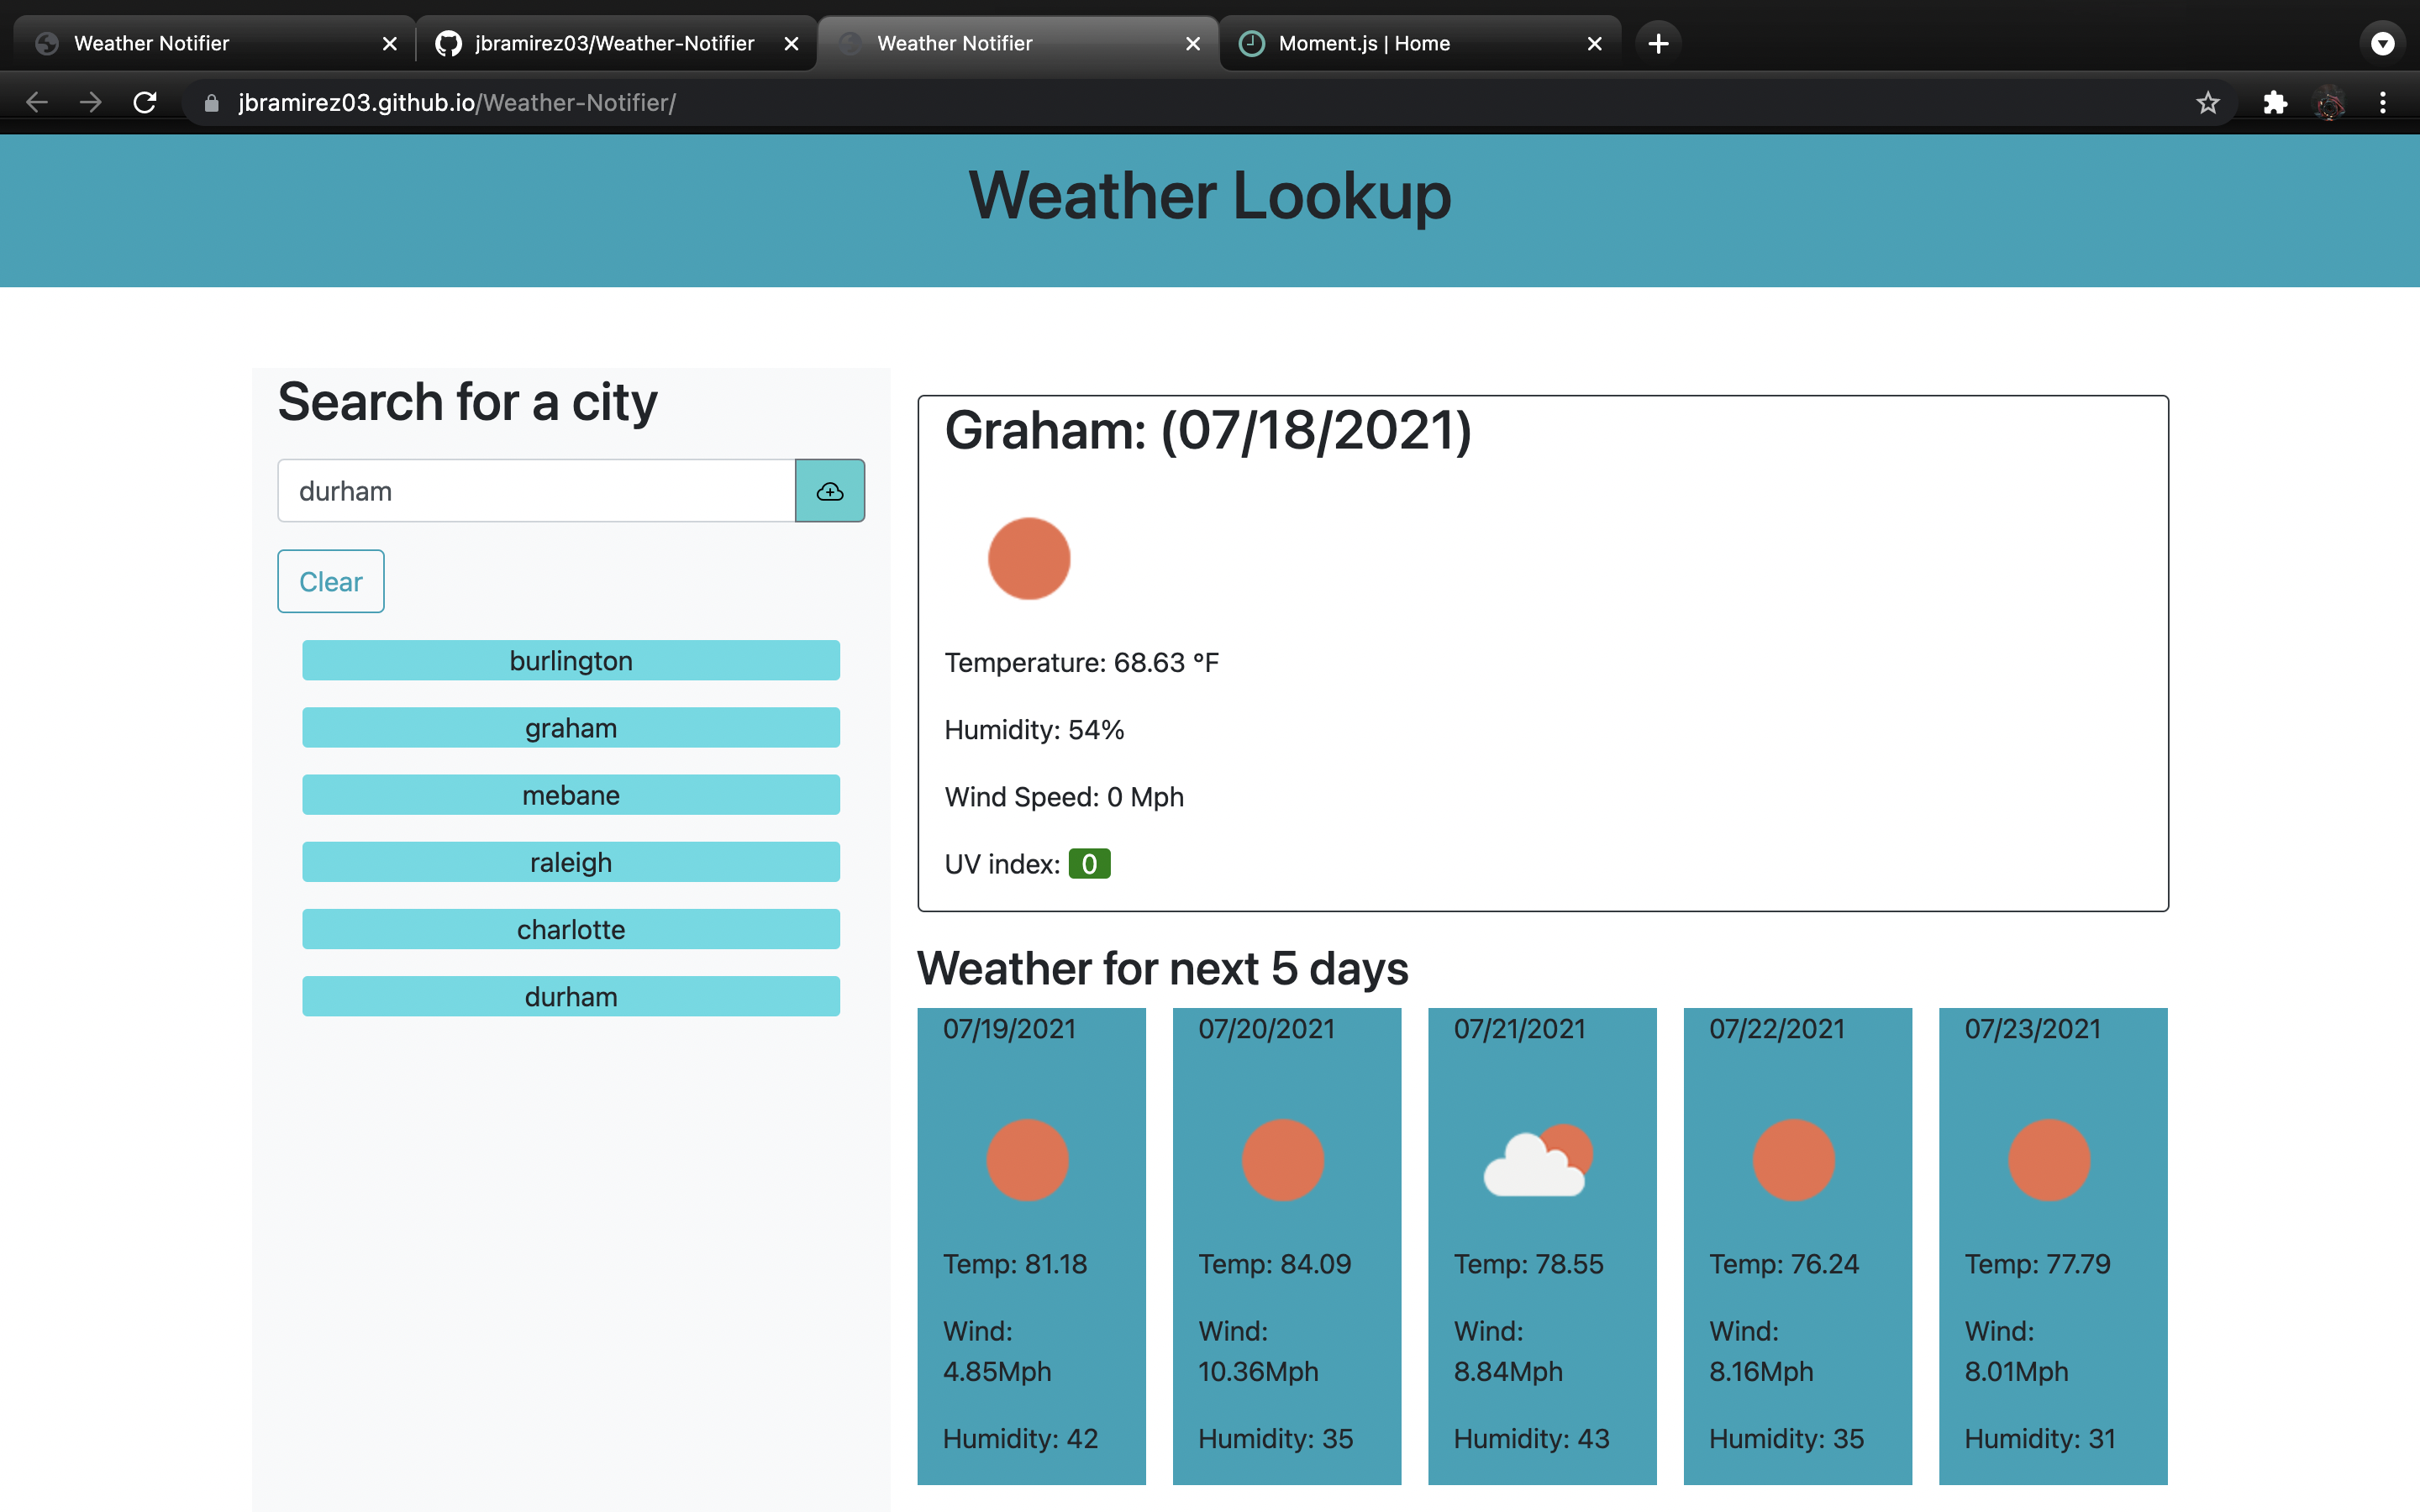 Weather Notifier
jbramirez03/Weather-Notifier
Weather Notifier
Moment.js | Home
jbramirez03.github.io/Weather-Notifier/
Weather Lookup
Search for a city
durham
Clear
burlington
graham
mebane
raleigh
charlotte
durham
Graham: (07/18/2021)
Temperature: 68.63 °F
Humidity: 54%
Wind Speed: 0 Mph
UV index: 0
Weather for next 5 days
07/19/2021
Temp: 81.18
Wind:
4.85Mph
Humidity: 42
07/20/2021
Temp: 84.09
Wind:
10.36Mph
Humidity: 35
07/21/2021
Temp: 78.55
Wind:
8.84Mph
Humidity: 43
07/22/2021
Temp: 76.24
Wind:
8.16Mph
Humidity: 35
07/23/2021
Temp: 77.79
Wind:
8.01Mph
Humidity: 31